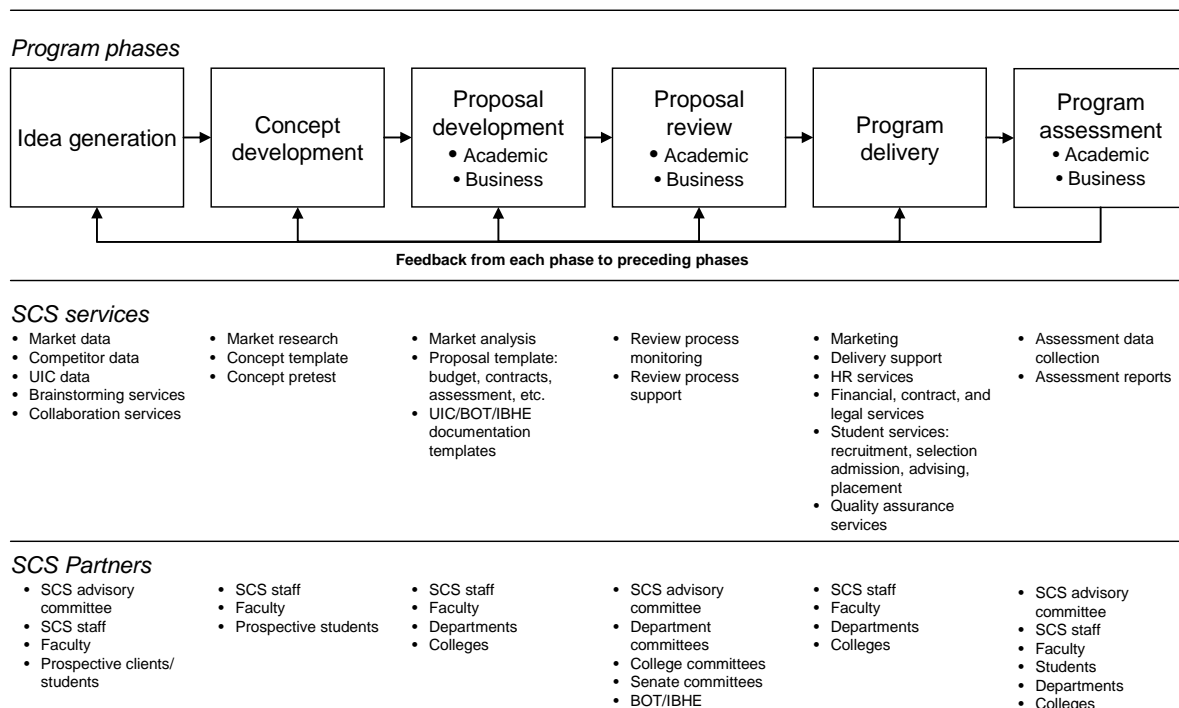 Program phases
Idea generation
Concept
development
Proposal
development
• Academic
• Business
Proposal
review
• Academic
• Business
Program
delivery
Program
assessment
• Academic
• Business
Feedback from each phase to preceding phases
SCS services
• Market data
• Competitor data
• UIC data
• Brainstorming services
• Collaboration services
• Market research
• Concept template
• Concept pretest
• Market analysis
• Proposal template:
budget, contracts,
assessment, etc.
• UIC/BOT/IBHE
documentation
templates
• Review process
monitoring
• Review process
support
• Marketing
• Delivery support
• HR services
• Financial, contract, and
legal services
• Student services:
recruitment, selection
admission, advising,
placement
• Quality assurance
services
• Assessment data
collection
• Assessment reports
SCS Partners
• SCS advisory
committee
• SCS staff
• Faculty
• Prospective clients/
students
• SCS staff
• Faculty
• Prospective students
• SCS staff
• Faculty
• Departments
• Colleges
• SCS advisory
committee
• Department
committees
• College committees
• Senate committees
• BOT/IBHE
• SCS staff
• Faculty
• Departments
• Colleges
• SCS advisory
committee
• SCS staff
• Faculty
• Students
• Departments
• Colleges